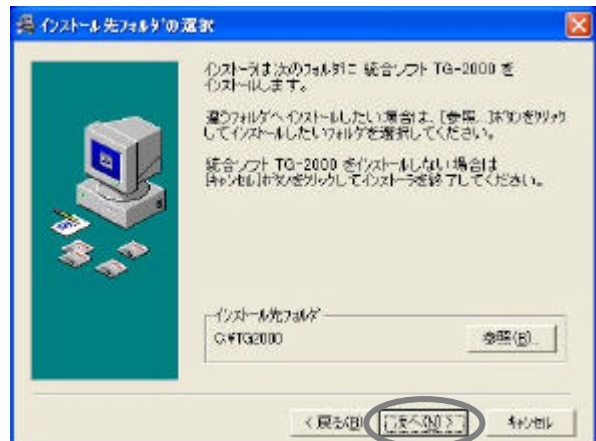 インストール先フォルダの選択
インストーラは次のフォルダに 統合ソフト TG-2000 を
インストールします。
違うフォルダへインストールしたい場合は、[参照...]ボタンをクリック
してインストールしたいフォルダを選択してください。
統合ソフト TG-2000 をインストールしない場合は
[キャンセル]ボタンをクリックしてインストーラを終了してください。
インストール先フォルダ
C:¥TG2000
参照(B)...
< 戻る(B)
次へ(N) >
キャンセル